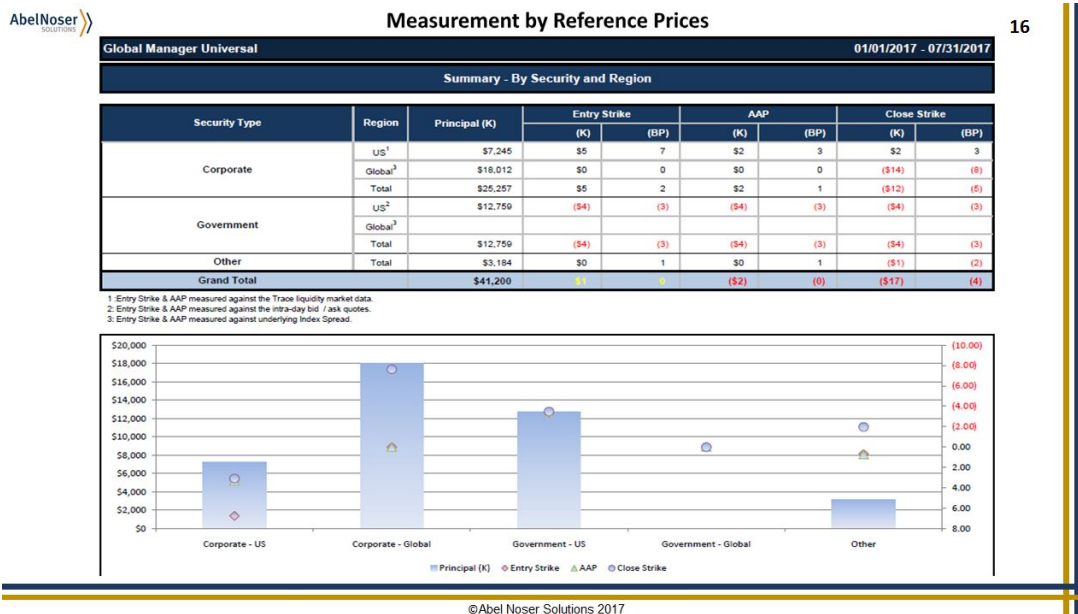 AbelNoser
SOLUTIONS
Measurement by Reference Prices
16
Global Manager Universal 01/01/2017 - 07/31/2017
Summary - By Security and Region
Security Type Region Principal (K) Entry Strike AAP Close Strike
(K) (BP) (K) (BP) (K) (BP)
Corporate
US1 $7,245 $5 7 $2 3 $2 3
Global3 $18,012 $0 0 $0 0 ($14) (8)
Total $25,257 $5 2 $2 1 ($12) (5)
Government
US2 $12,759 ($4) (3) ($4) (3) ($4) (3)
Global3
Total $12,759 ($4) (3) ($4) (3) ($4) (3)
Other Total $3,184 $0 1 $0 1 ($1) (2)
Grand Total $41,200 $1 0 ($2) (0) ($17) (4)
1 :Entry Strike & AAP measured against the Trace liquidity market data.
2: Entry Strike & AAP measured against the intra-day bid / ask quotes.
3: Entry Strike & AAP measured against underlying Index Spread.
$20,000 (10.00)
$18,000 (8.00)
$16,000 (6.00)
$14,000 (4.00)
$12,000 (2.00)
$10,000 0.00
$8,000 2.00
$6,000 4.00
$4,000 6.00
$2,000 8.00
$0
Corporate - US Corporate - Global Government - US Government - Global Other
Principal (K) Entry Strike AAP Close Strike
©Abel Noser Solutions 2017